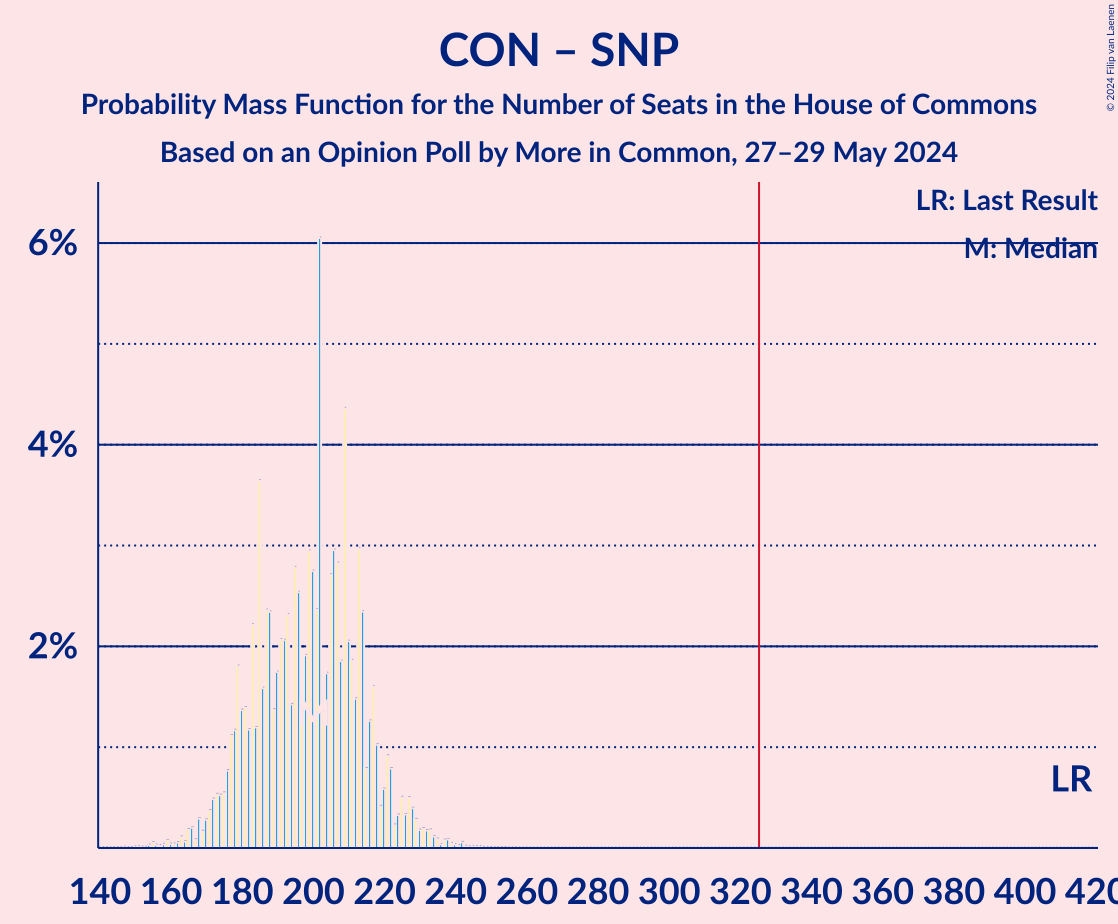 CON – SNP
Probability Mass Function for the Number of Seats in the House of Commons
Based on an Opinion Poll by More in Common, 27–29 May 2024
© 2024 Filip van Laenen
LR: Last Result
M: Median
6%
4%
2%
LR
140 160 180 200 220 240 260 280 300 320 340 360 380 400 420